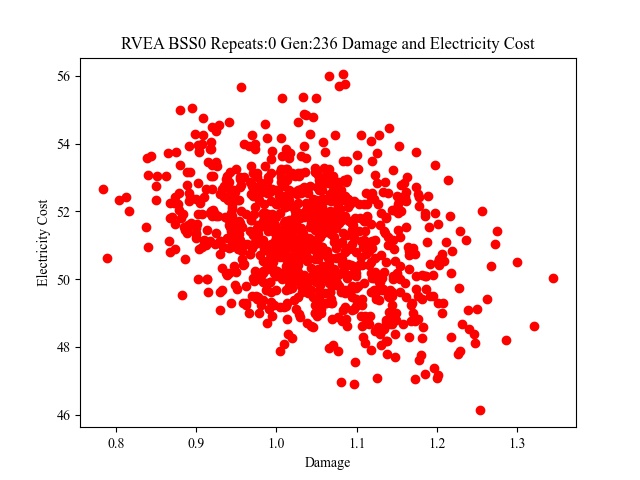 RVEA BSS0 Repeats:0 Gen:236 Damage and Electricity Cost
56
54
52
50
48
46
Electricity Cost
0.8 0.9 1.0 1.1 1.2 1.3
Damage